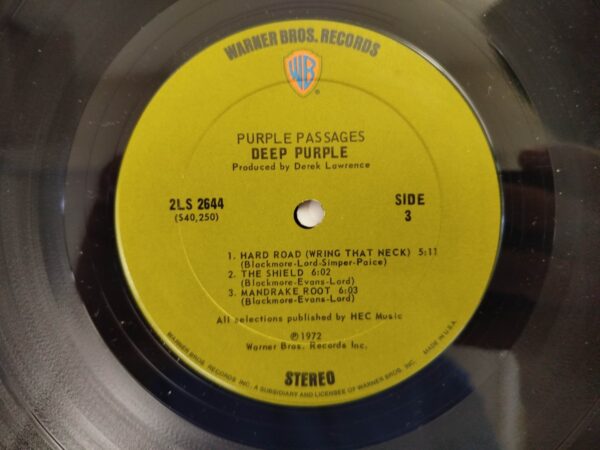 WARNER BROS. RECORDS
WB
PURPLE PASSAGES
DEEP PURPLE
Produced by Derek Lawrence
2LS 2644
(S40,250)
SIDE
3
1. HARD ROAD (WRING THAT NECK) 5:11
(Blackmore-Lord-Simper-Paice)
2. THE SHIELD 6:02
(Blackmore-Evans-Lord)
3. MANDRAKE ROOT 6:03
(Blackmore-Evans-Lord)
All selections published by HEC Music
℗1972
Warner Bros. Records Inc.
STEREO
WARNER BROS. RECORDS INC. A SUBSIDIARY AND LICENSEE OF WARNER BROS. INC. MADE IN U.S.A.